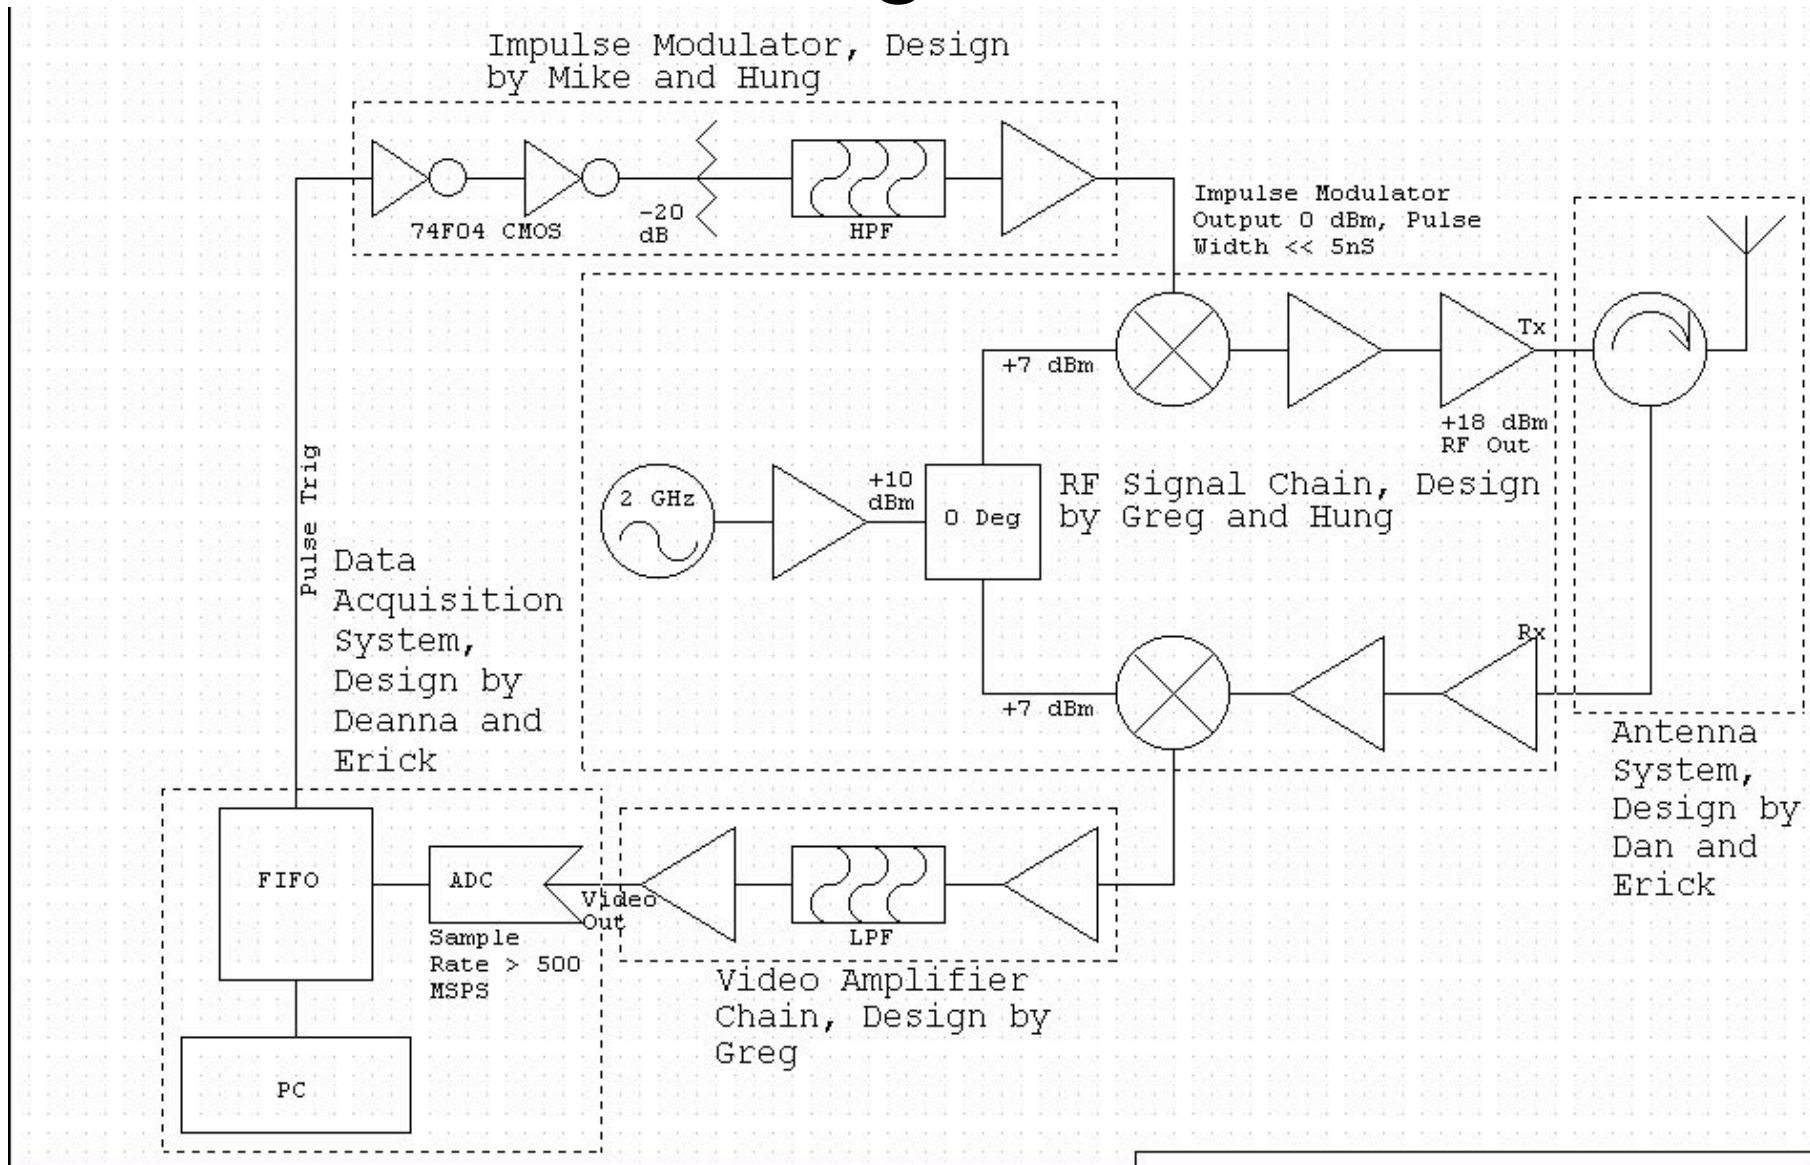 Impulse Modulator, Design
by Mike and Hung
74F04 CMOS
-20
dB
HPF
Impulse Modulator
Output 0 dBm, Pulse
Width << 5nS
+7 dBm
Tx
+18 dBm
RF Out
2 GHz
+10
dBm
0 Deg
RF Signal Chain, Design
by Greg and Hung
Pulse Trig
Data
Acquisition
System,
Design by
Deanna and
Erick
Rx
+7 dBm
Antenna
System,
Design by
Dan and
Erick
FIFO
ADC
Video
Out
LPF
Sample
Rate > 500
MSPS
Video Amplifier
Chain, Design by
Greg
PC